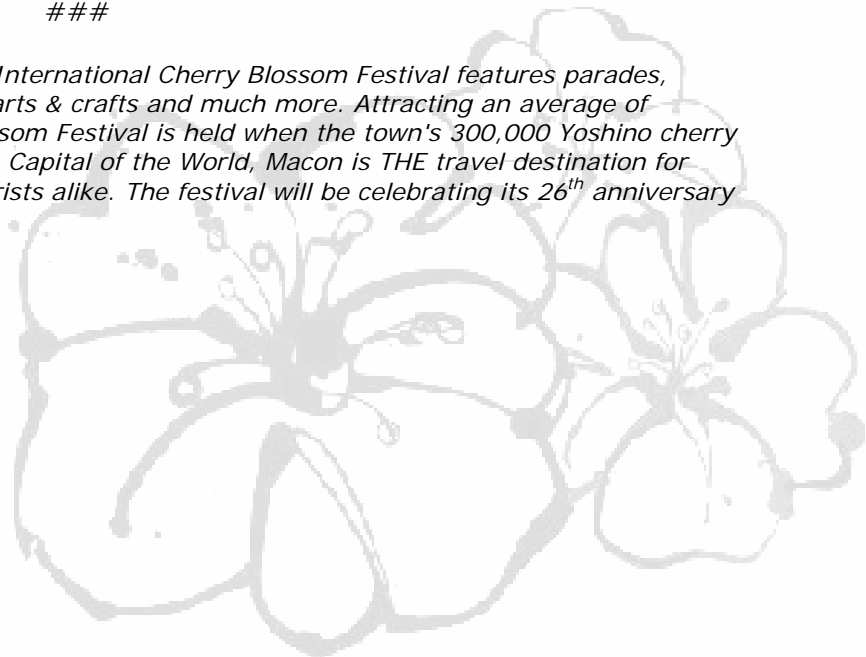 ###
International Cherry Blossom Festival features parades,
arts & crafts and much more. Attracting an average of
som Festival is held when the town's 300,000 Yoshino cherry
Capital of the World, Macon is THE travel destination for
rists alike. The festival will be celebrating its 26th anniversary